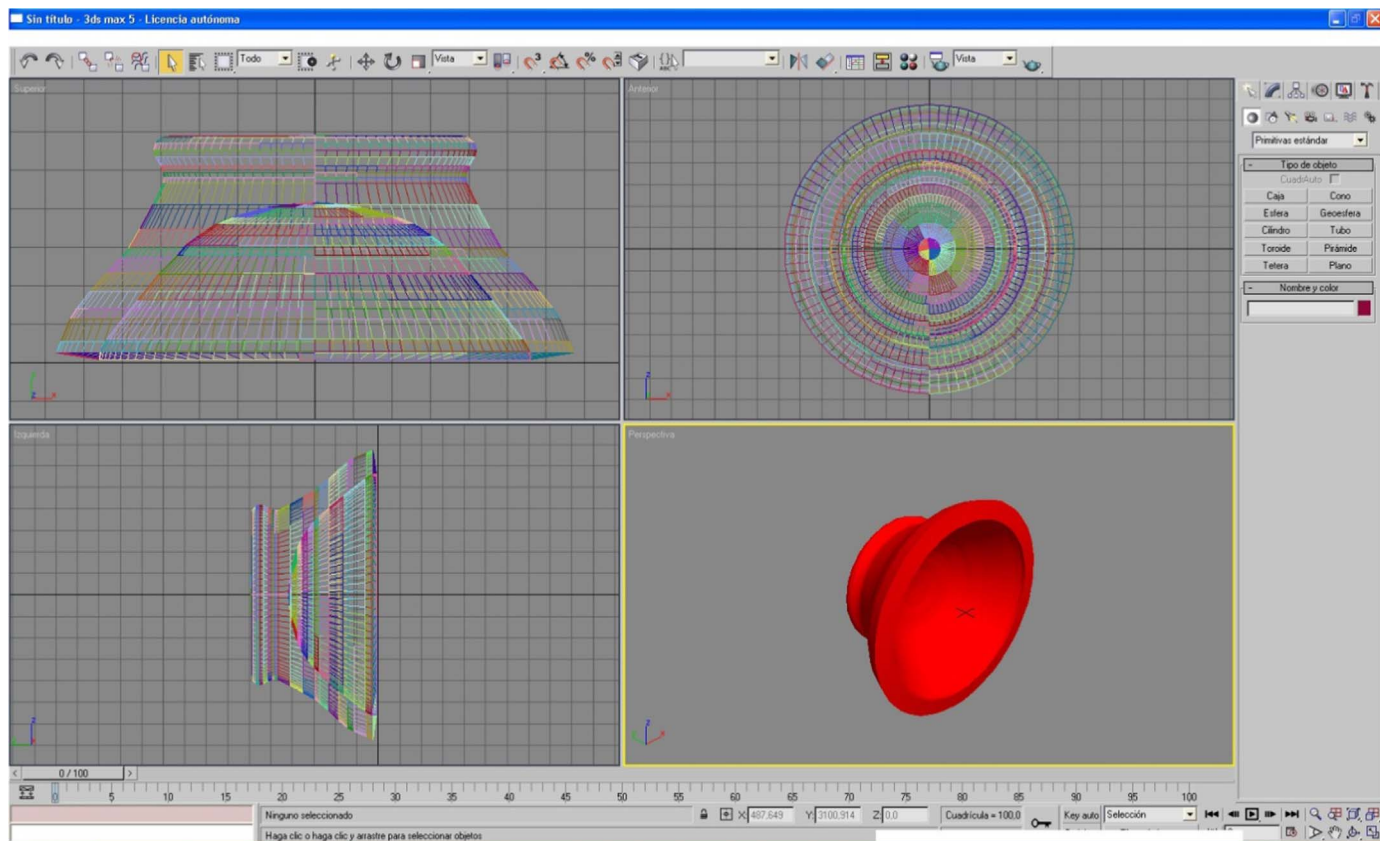 Sin título - 3ds max 5 - Licencia autónoma
Todo
Vista
Vista
Superior
Anterior
Primitivas estándar
- Tipo de objeto
CuadrAuto
Caja Cono
Esfera Geoesfera
Cilindro Tubo
Toroide Pirámide
Tetera Plano
- Nombre y color
Izquierda
Perspectiva
0 / 100
0 5 10 15 20 25 30 35 40 45 50 55 60 65 70 75 80 85 90 95 100
Ninguno seleccionado
X: 487,649 Y: 3100,914 Z: 0,0
Cuadrícula = 100,0
Key auto
Selección
Haga clic o haga clic y arrastre para seleccionar objetos